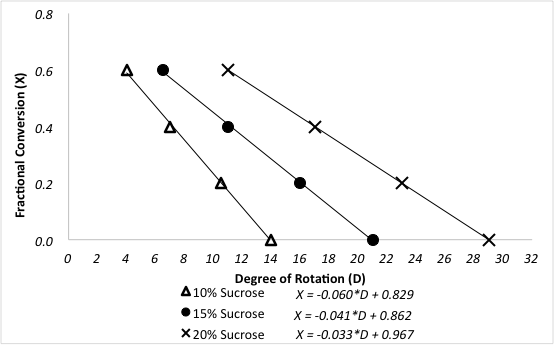 0.8
0.6
0.4
0.2
0.0
Fractional Conversion (X)
0 2 4 6 8 10 12 14 16 18 20 22 24 26 28 30 32
Degree of Rotation (D)
10% Sucrose X = -0.060*D + 0.829
15% Sucrose X = -0.041*D + 0.862
20% Sucrose X = -0.033*D + 0.967